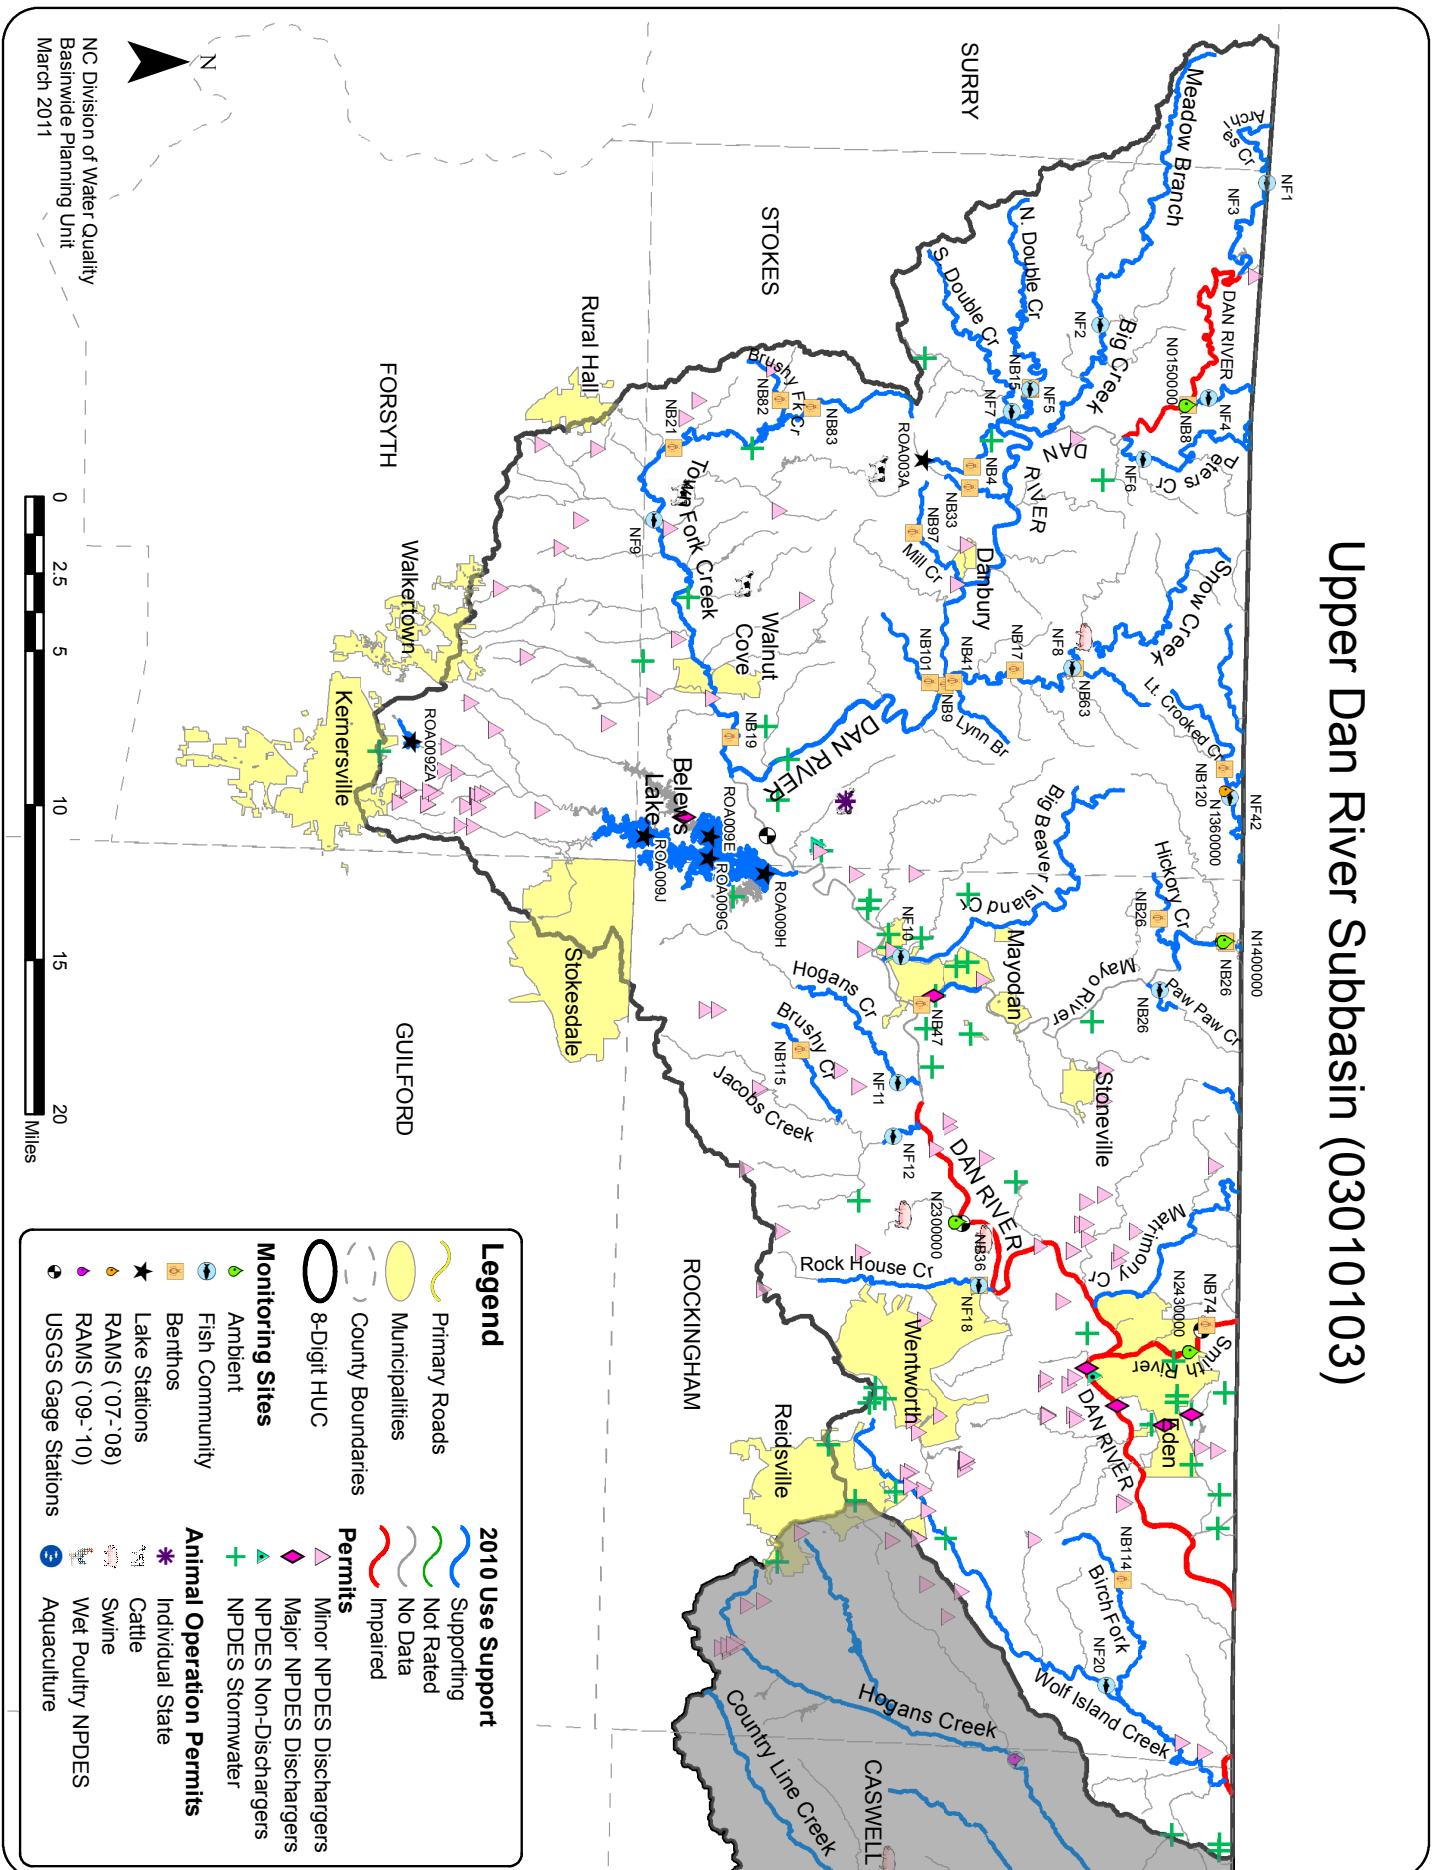 Upper Dan River Subbasin (03010103)
SURRY
STOKES
FORSYTH
GUILFORD
ROCKINGHAM
CASWELL
Archies Cr
NF1
NF3
Meadow Branch
DAN RIVER
N0150000
NB8
NF4
NF6
Peters Cr
Big Creek
NF2
N. Double Cr
S. Double Cr
NB15
NF5
NF7
DAN
RIVER
NB4
NB33
ROA003A
NB97
Mill Cr
Danbury
Snow Creek
NF8
NB63
NB17
NB41
NB101
NB9
Lynn Br
Lt. Crooked Cr
NB120
N1360000
NF42
Brushy Fk Cr
NB82
NB83
NB21
Rural Hall
Town Fork Creek
NF9
Walnut
Cove
NB19
DAN RIVER
Walkertown
Kernersville
ROA0092A
Belews
Lake
ROA009E
ROA009J
ROA009G
ROA009H
Big Beaver Island Cr
Hickory Cr
NB26
N1400000
NB26
Paw Paw Cr
NB26
Mayo River
Mayodan
NF10
NB47
Stoneville
Stokesdale
Hogans Cr
Brushy Cr
NB115
NF11
Jacobs Creek
NF12
DAN RIVER
N2300000
NB36
Rock House Cr
NF18
Wentworth
Reidsville
Matrimony Cr
NB74
N2430000
Smith River
Eden
DAN RIVER
NB114
Birch Fork
NF20
Wolf Island Creek
Hogans Creek
Country Line Creek
N
NC Division of Water Quality
Basinwide Planning Unit
March 2011
0 2.5 5 10 15 20
Miles
Legend
Primary Roads
Municipalities
County Boundaries
8-Digit HUC
Monitoring Sites
Ambient
Fish Community
Benthos
Lake Stations
RAMS (`07-`08)
RAMS (`09-`10)
USGS Gage Stations
2010 Use Support
Supporting
Not Rated
No Data
Impaired
Permits
Minor NPDES Dischargers
Major NPDES Dischargers
NPDES Non-Dischargers
NPDES Stormwater
Animal Operation Permits
Individual State
Cattle
Swine
Wet Poultry NPDES
Aquaculture